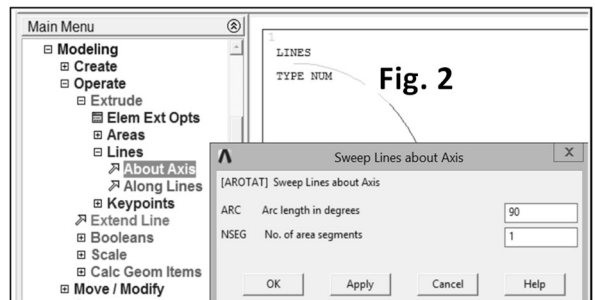 Main Menu
Modeling
Create
Operate
Extrude
Elem Ext Opts
Areas
Lines
About Axis
Along Lines
Keypoints
Extend Line
Booleans
Scale
Calc Geom Items
Move / Modify
1
LINES
TYPE NUM
Fig. 2
Sweep Lines about Axis
X
[AROTAT] Sweep Lines about Axis
ARC Arc length in degrees 90
NSEG No. of area segments 1
OK Apply Cancel Help